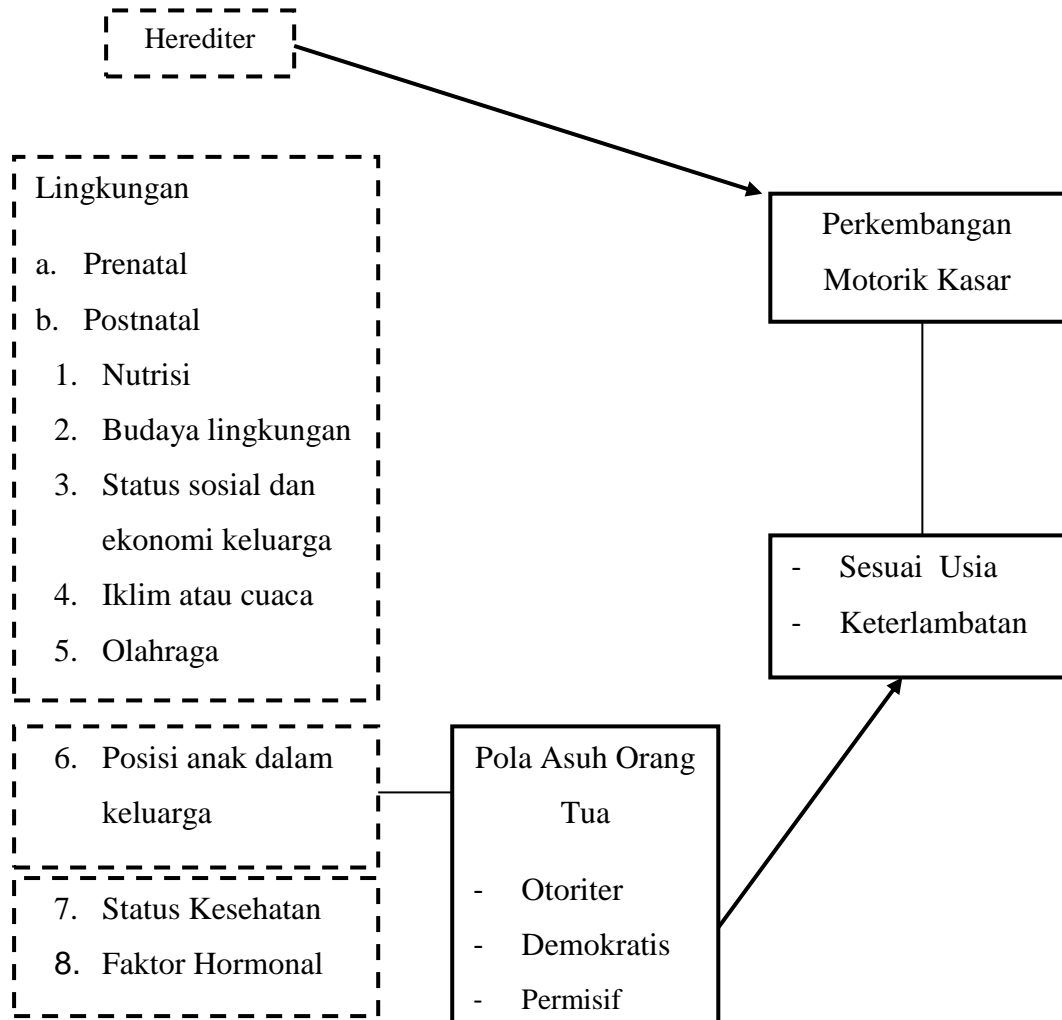 Herediter
Lingkungan
a. Prenatal
b. Postnatal
1. Nutrisi
2. Budaya lingkungan
3. Status sosial dan
ekonomi keluarga
4. Iklim atau cuaca
5. Olahraga
6. Posisi anak dalam
keluarga
7. Status Kesehatan
8. Faktor Hormonal
Pola Asuh Orang
Tua
- Otoriter
- Demokratis
- Permisif
Perkembangan
Motorik Kasar
- Sesuai Usia
- Keterlambatan